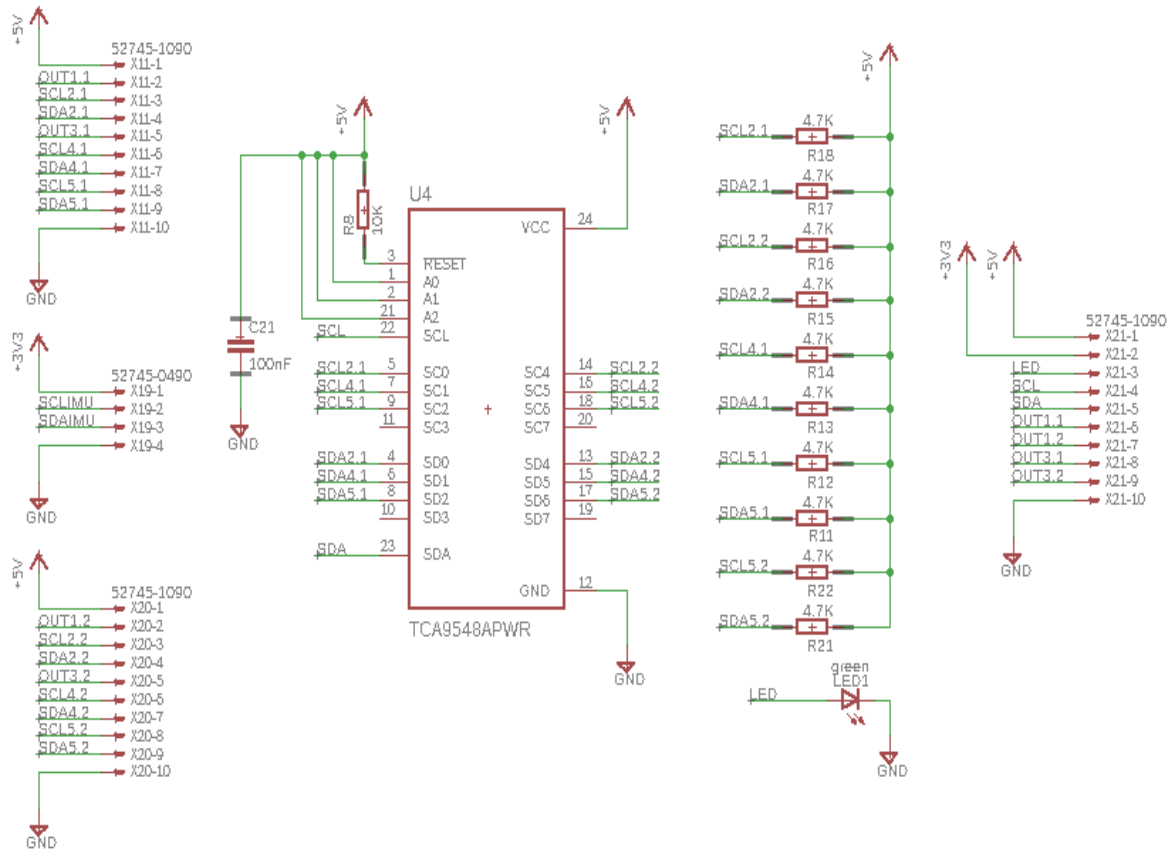 +5V
52745-1090
X11-1
OUT1.1 X11-2
SCL2.1 X11-3
SDA2.1 X11-4
OUT3.1 X11-5
SCL4.1 X11-6
SDA4.1 X11-7
SCL5.1 X11-8
SDA5.1 X11-9
X11-10
GND
+3V3
52745-0490
X19-1
SCLIMU X19-2
SDAIMU X19-3
X19-4
GND
+5V
52745-1090
X20-1
OUT1.2 X20-2
SCL2.2 X20-3
SDA2.2 X20-4
OUT3.2 X20-5
SCL4.2 X20-6
SDA4.2 X20-7
SCL5.2 X20-8
SDA5.2 X20-9
X20-10
GND
+5V
R8
10K
C21
100nF
GND
U4
+5V
VCC 24
3 RESET
1 A0
2 A1
21 A2
SCL 22 SCL
SCL2.1 5 SC0 SC4 14 SCL2.2
SCL4.1 7 SC1 SC5 16 SCL4.2
SCL5.1 9 SC2 SC6 18 SCL5.2
11 SC3 SC7 20
SDA2.1 4 SD0 SD4 13 SDA2.2
SDA4.1 6 SD1 SD5 15 SDA4.2
SDA5.1 8 SD2 SD6 17 SDA5.2
10 SD3 SD7 19
SDA 23 SDA
GND 12
TCA9548APWR
GND
+5V
4.7K
SCL2.1
R18
4.7K
SDA2.1
R17
4.7K
SCL2.2
R16
4.7K
SDA2.2
R15
4.7K
SCL4.1
R14
4.7K
SDA4.1
R13
4.7K
SCL5.1
R12
4.7K
SDA5.1
R11
4.7K
SCL5.2
R22
4.7K
SDA5.2
R21
green
LED1
LED
GND
+3V3
+5V
52745-1090
X21-1
X21-2
LED X21-3
SCL X21-4
SDA X21-5
OUT1.1 X21-6
OUT1.2 X21-7
OUT3.1 X21-8
OUT3.2 X21-9
X21-10
GND